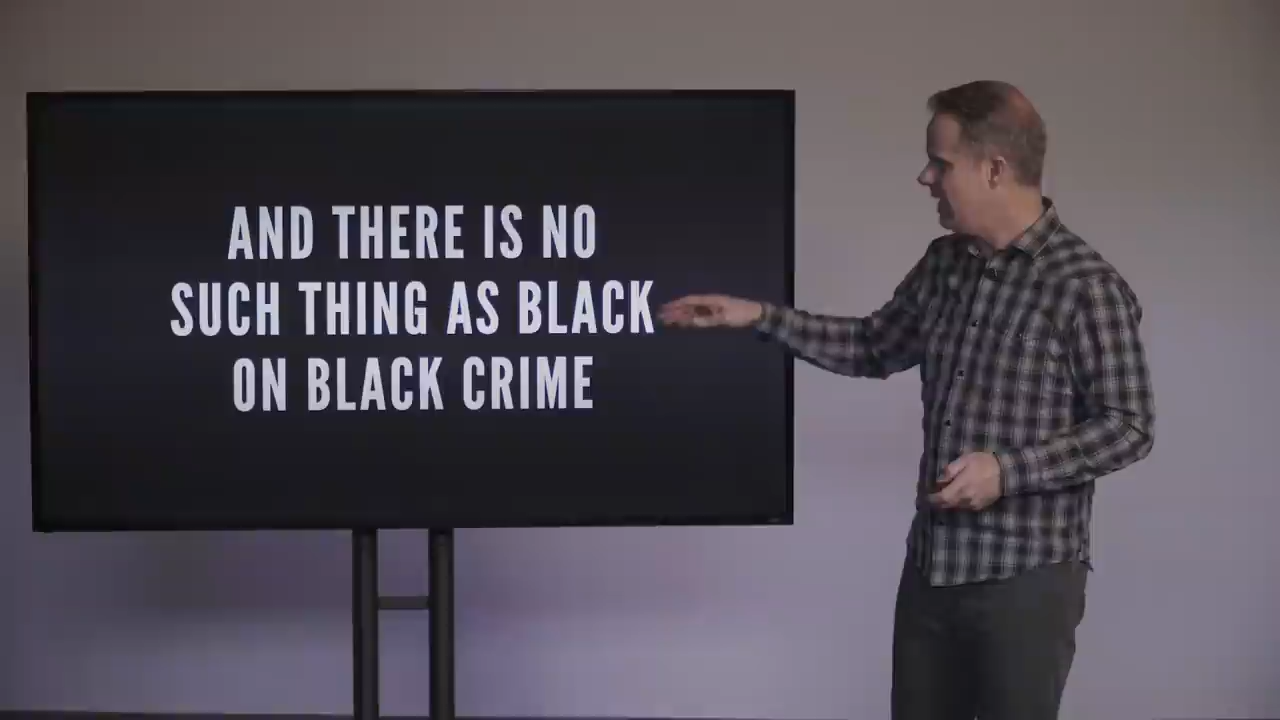 AND THERE IS NO
SUCH THING AS BLACK
ON BLACK CRIME